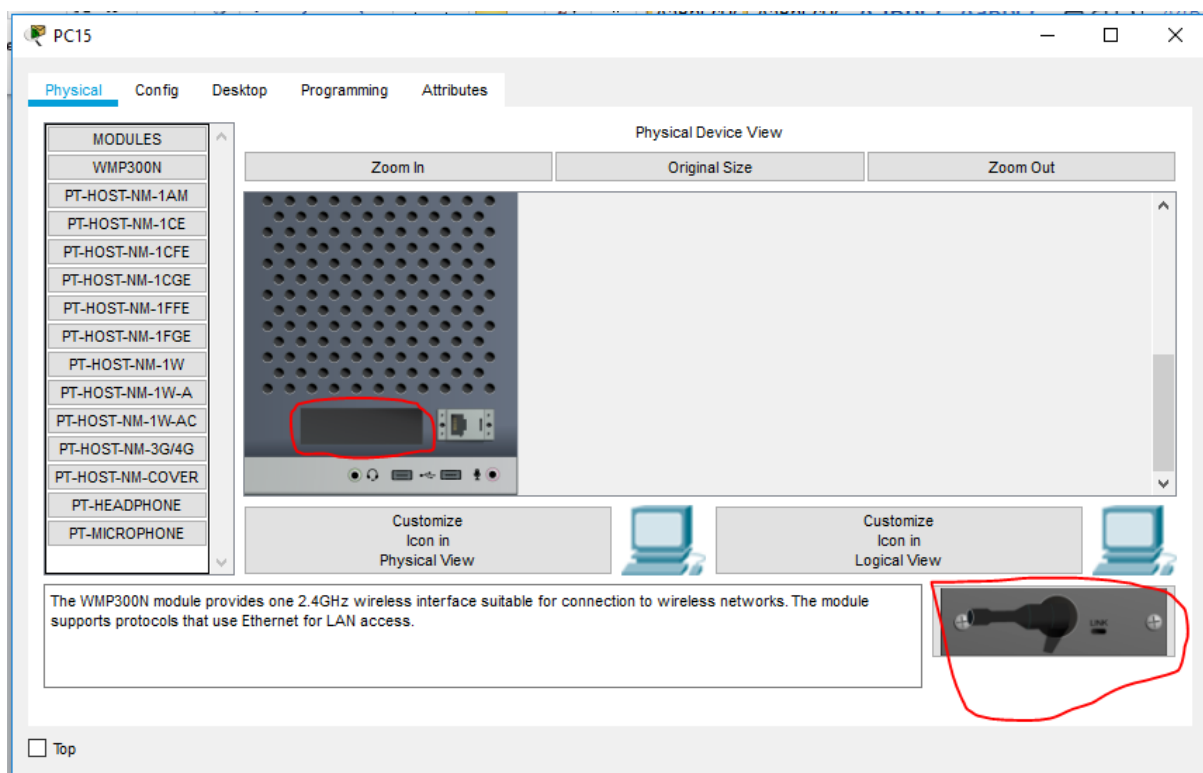 PC15
Physical Config Desktop Programming Attributes
MODULES
WMP300N
PT-HOST-NM-1AM
PT-HOST-NM-1CE
PT-HOST-NM-1CFE
PT-HOST-NM-1CGE
PT-HOST-NM-1FFE
PT-HOST-NM-1FGE
PT-HOST-NM-1W
PT-HOST-NM-1W-A
PT-HOST-NM-1W-AC
PT-HOST-NM-3G/4G
PT-HOST-NM-COVER
PT-HEADPHONE
PT-MICROPHONE
Physical Device View
Zoom In Original Size Zoom Out
Customize
Icon in
Physical View
Customize
Icon in
Logical View
The WMP300N module provides one 2.4GHz wireless interface suitable for connection to wireless networks. The module
supports protocols that use Ethernet for LAN access.
LINK
Top